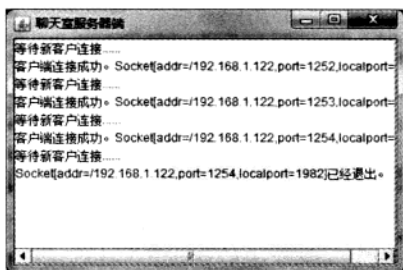 聊天室服务器端
等待新客户连接......
客户端连接成功。Socket[addr=/192.168.1.122,port=1252,localport=
等待新客户连接......
客户端连接成功。Socket[addr=/192.168.1.122,port=1253,localport=
等待新客户连接......
客户端连接成功。Socket[addr=/192.168.1.122,port=1254,localport=
等待新客户连接......
Socket[addr=/192.168.1.122,port=1254,localport=1982]已经退出。